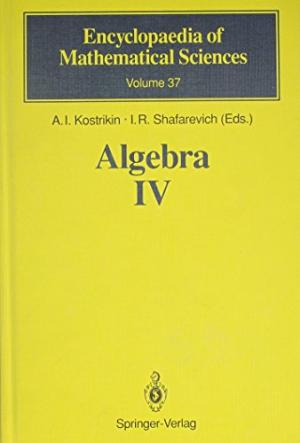 Encyclopaedia of
Mathematical Sciences
Volume 37
A.I. Kostrikin · I.R. Shafarevich (Eds.)
Algebra
IV
Springer-Verlag